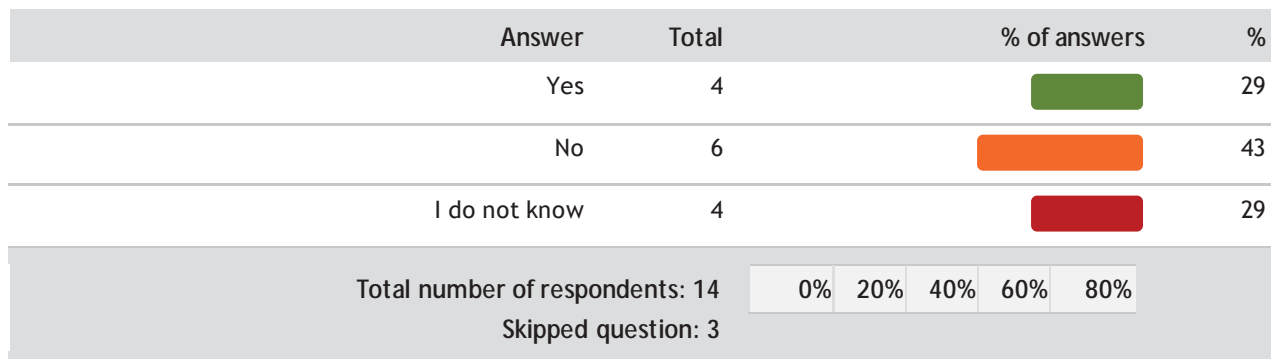 Answer Total % of answers %
Yes 4 29
No 6 43
I do not know 4 29
Total number of respondents: 14 0% 20% 40% 60% 80%
Skipped question: 3